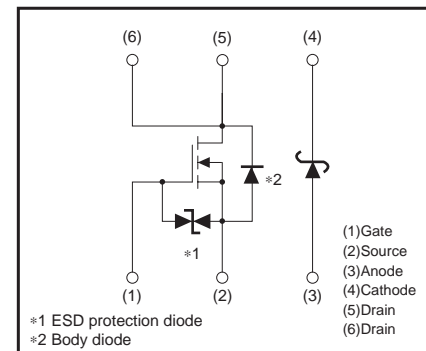 (6) (5) (4)
∗2
∗1
(1) (2) (3)
(1)Gate
(2)Source
(3)Anode
(4)Cathode
(5)Drain
(6)Drain
∗1 ESD protection diode
∗2 Body diode